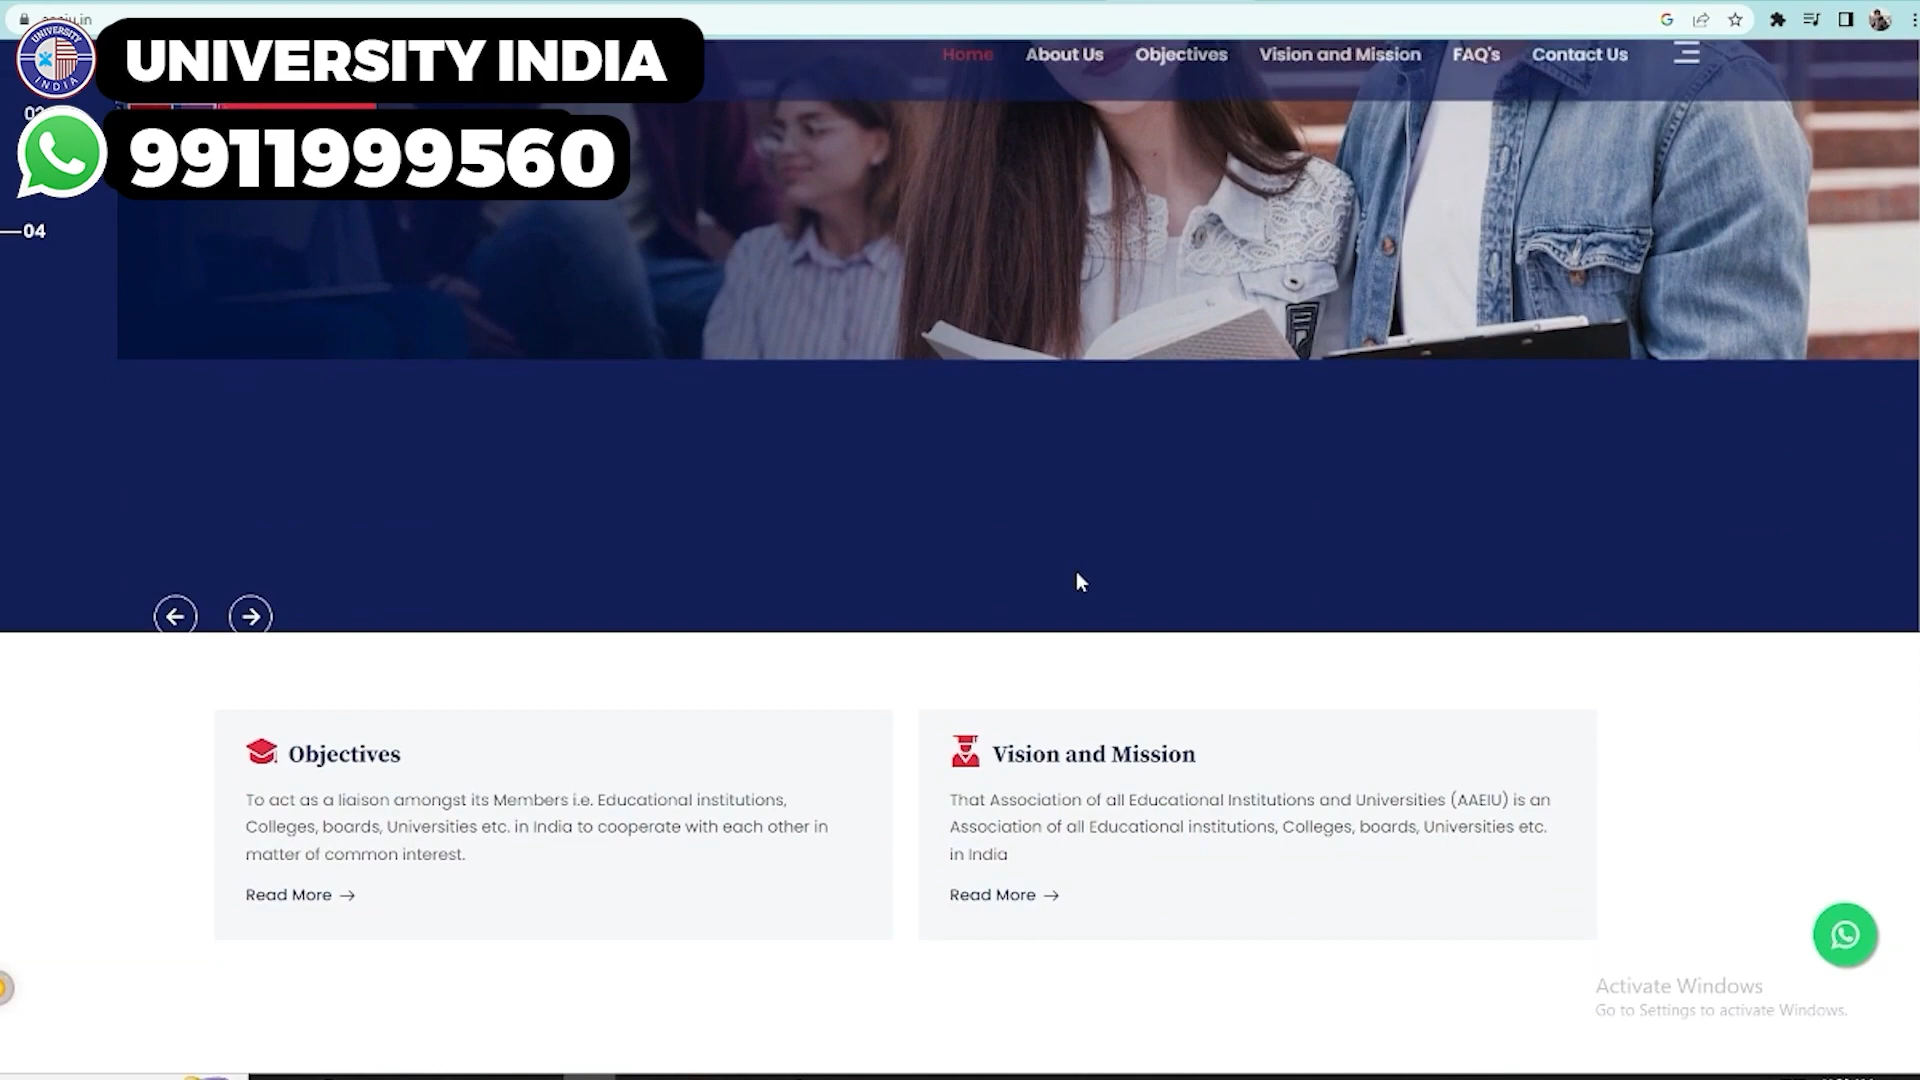 UNIVERSITY INDIA
UNIVERSITY
INDIA
Home About Us Objectives Vision and Mission FAQ's Contact Us
9911999560
04
Objectives
To act as a liaison amongst its Members i.e. Educational institutions,
Colleges, boards, Universities etc. in India to cooperate with each other in
matter of common interest.
Read More
Vision and Mission
That Association of all Educational Institutions and Universities (AAEIU) is an
Association of all Educational institutions, Colleges, boards, Universities etc.
in India
Read More
Activate Windows
Go to Settings to activate Windows.